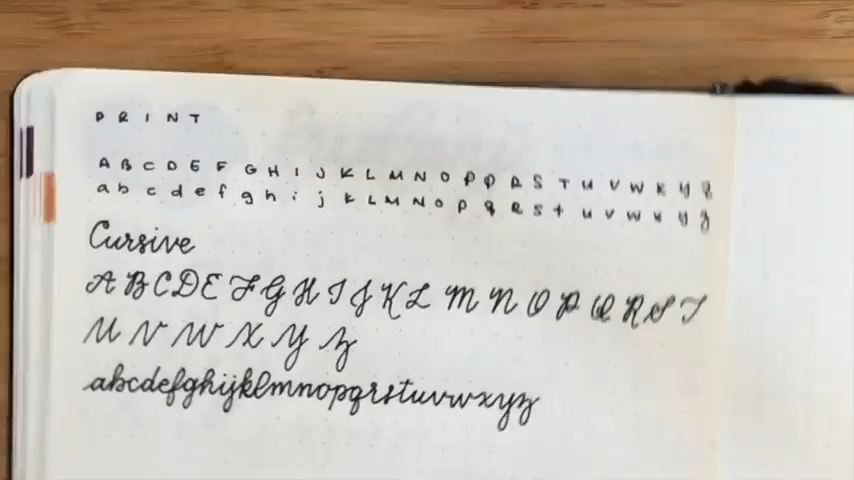 PRINT
A B C D E F G H I J K L M N O P Q R S T U V W X Y Z
a b c d e f g h i j k L M N O p q R s t u v w x y z
Cursive
A B C D E F G H I J K L M N O P Q R S T
U V W X Y Z
abcdefghijklmnopqrstuvwxyz